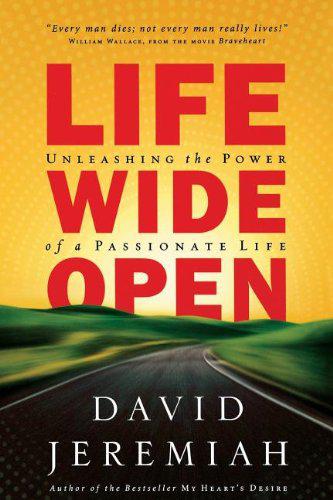 "Every man dies; not every man really lives!"
William Wallace, from the movie Braveheart
LIFE
Unleashing the Power
WIDE
of a Passionate Life
OPEN
DAVID
JEREMIAH
Author of the Bestseller My Heart's Desire